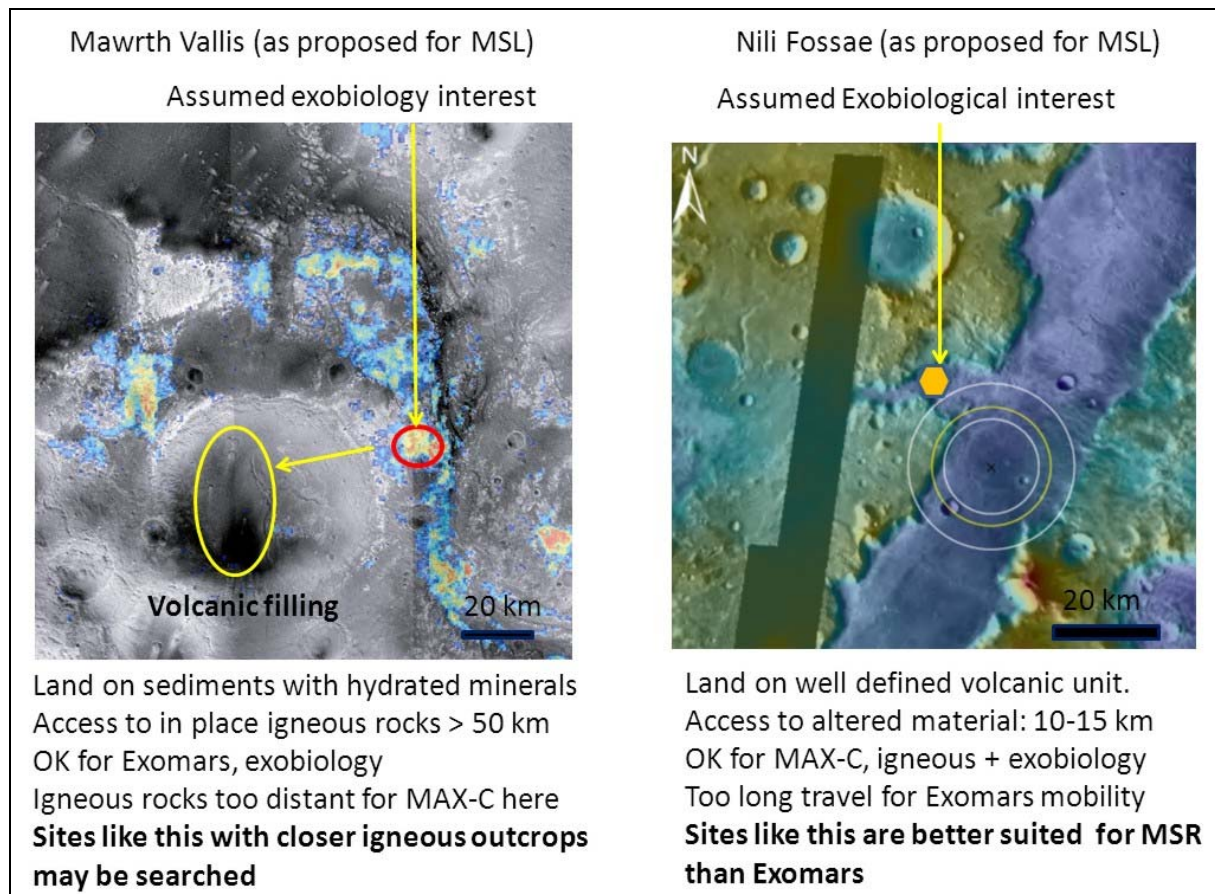 Mawrth Vallis (as proposed for MSL)
Assumed exobiology interest
Volcanic filling
20 km
Land on sediments with hydrated minerals
Access to in place igneous rocks > 50 km
OK for Exomars, exobiology
Igneous rocks too distant for MAX-C here
Sites like this with closer igneous outcrops
may be searched
Nili Fossae (as proposed for MSL)
Assumed Exobiological interest
N
20 km
Land on well defined volcanic unit.
Access to altered material: 10-15 km
OK for MAX-C, igneous + exobiology
Too long travel for Exomars mobility
Sites like this are better suited for MSR
than Exomars